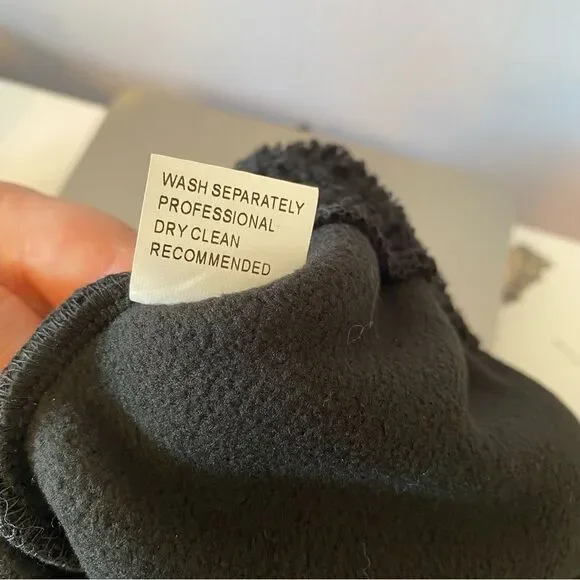 WASH SEPARATELY
PROFESSIONAL
DRY CLEAN
RECOMMENDED